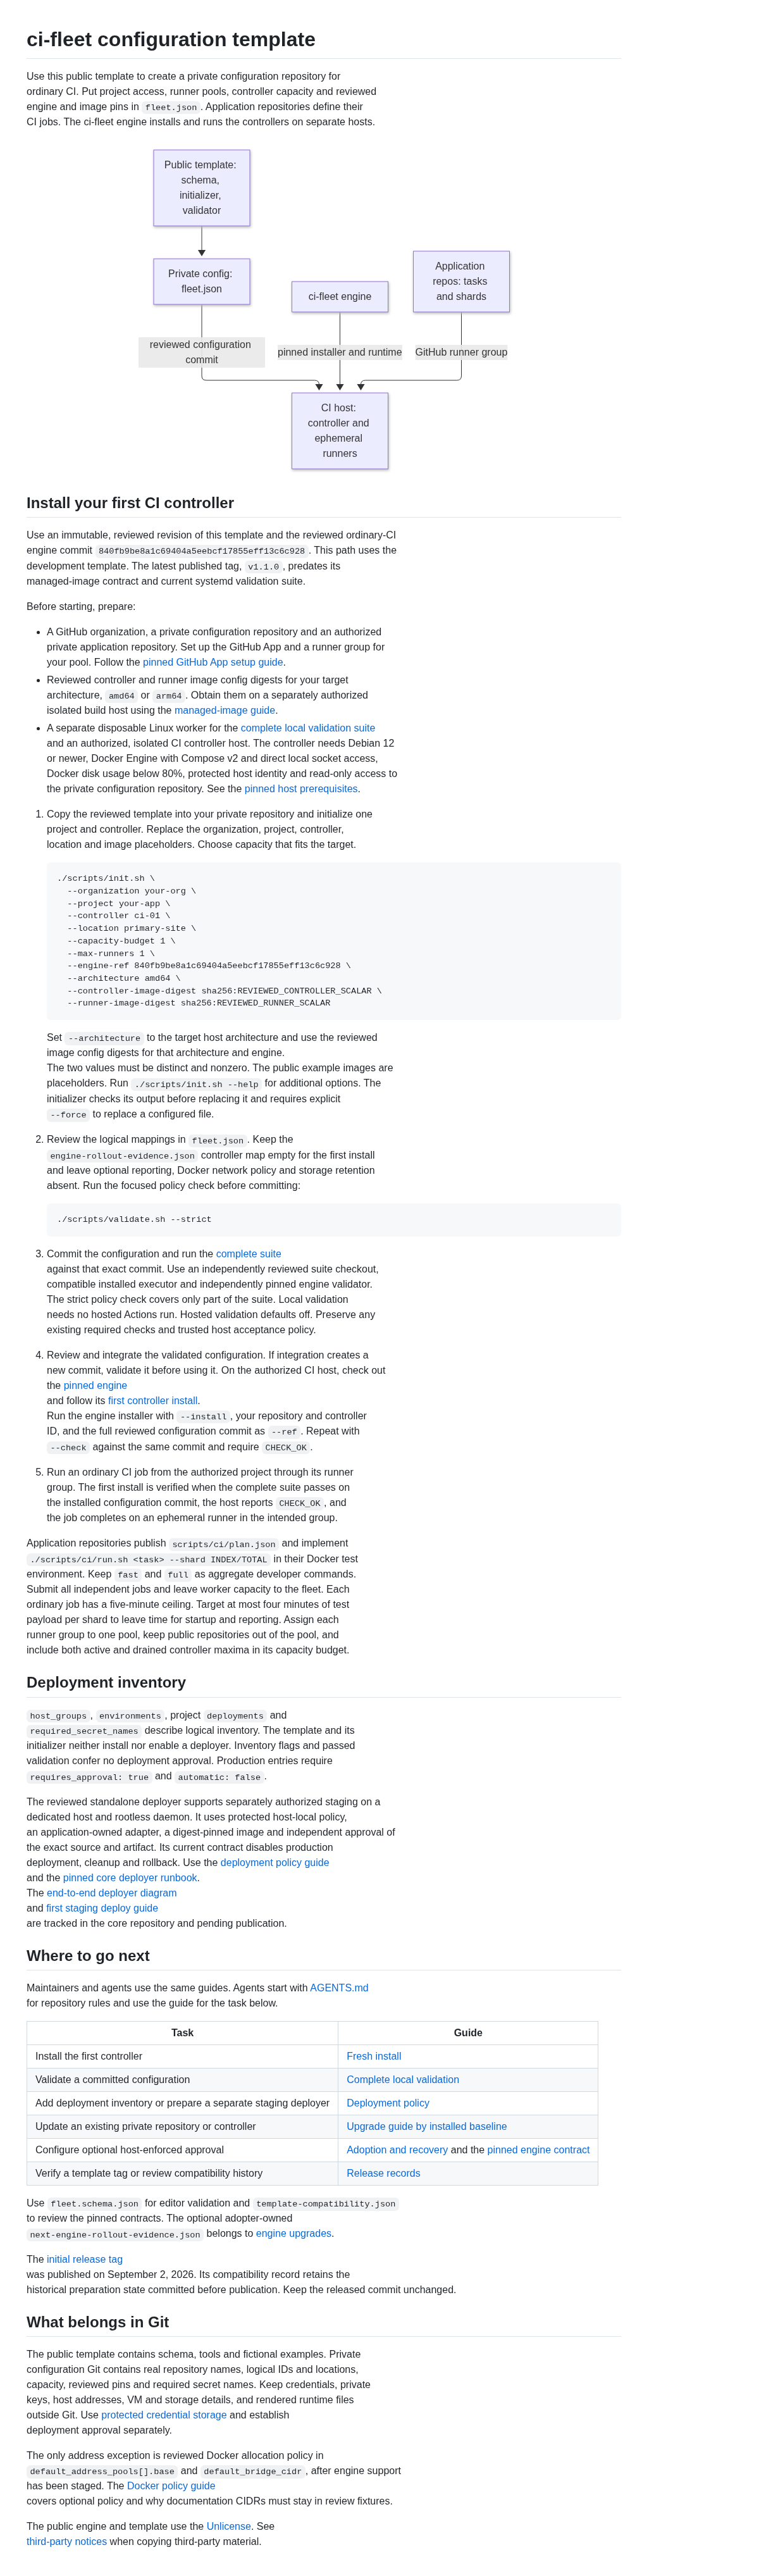 ci-fleet configuration template
Use this public template to create a private configuration repository for
ordinary CI. Put project access, runner pools, controller capacity and reviewed
engine and image pins in fleet.json. Application repositories define their
CI jobs. The ci-fleet engine installs and runs the controllers on separate hosts.
Public template:
schema,
initializer,
validator
Private config:
fleet.json
ci-fleet engine
Application
repos: tasks
and shards
reviewed configuration
commit
pinned installer and runtime
GitHub runner group
CI host:
controller and
ephemeral
runners
Install your first CI controller
Use an immutable, reviewed revision of this template and the reviewed ordinary-CI
engine commit 840fb9be8a1c69404a5eebcf17855eff13c6c928. This path uses the
development template. The latest published tag, v1.1.0, predates its
managed-image contract and current systemd validation suite.
Before starting, prepare:
• A GitHub organization, a private configuration repository and an authorized
private application repository. Set up the GitHub App and a runner group for
your pool. Follow the pinned GitHub App setup guide.
• Reviewed controller and runner image config digests for your target
architecture, amd64 or arm64. Obtain them on a separately authorized
isolated build host using the managed-image guide.
• A separate disposable Linux worker for the complete local validation suite
and an authorized, isolated CI controller host. The controller needs Debian 12
or newer, Docker Engine with Compose v2 and direct local socket access,
Docker disk usage below 80%, protected host identity and read-only access to
the private configuration repository. See the pinned host prerequisites.
1. Copy the reviewed template into your private repository and initialize one
project and controller. Replace the organization, project, controller,
location and image placeholders. Choose capacity that fits the target.
./scripts/init.sh \
--organization your-org \
--project your-app \
--controller ci-01 \
--location primary-site \
--capacity-budget 1 \
--max-runners 1 \
--engine-ref 840fb9be8a1c69404a5eebcf17855eff13c6c928 \
--architecture amd64 \
--controller-image-digest sha256:REVIEWED_CONTROLLER_SCALAR \
--runner-image-digest sha256:REVIEWED_RUNNER_SCALAR
Set --architecture to the target host architecture and use the reviewed
image config digests for that architecture and engine.
The two values must be distinct and nonzero. The public example images are
placeholders. Run ./scripts/init.sh --help for additional options. The
initializer checks its output before replacing it and requires explicit
--force to replace a configured file.
2. Review the logical mappings in fleet.json. Keep the
engine-rollout-evidence.json controller map empty for the first install
and leave optional reporting, Docker network policy and storage retention
absent. Run the focused policy check before committing:
./scripts/validate.sh --strict
3. Commit the configuration and run the complete suite
against that exact commit. Use an independently reviewed suite checkout,
compatible installed executor and independently pinned engine validator.
The strict policy check covers only part of the suite. Local validation
needs no hosted Actions run. Hosted validation defaults off. Preserve any
existing required checks and trusted host acceptance policy.
4. Review and integrate the validated configuration. If integration creates a
new commit, validate it before using it. On the authorized CI host, check out
the pinned engine
and follow its first controller install.
Run the engine installer with --install, your repository and controller
ID, and the full reviewed configuration commit as --ref. Repeat with
--check against the same commit and require CHECK_OK.
5. Run an ordinary CI job from the authorized project through its runner
group. The first install is verified when the complete suite passes on
the installed configuration commit, the host reports CHECK_OK, and
the job completes on an ephemeral runner in the intended group.
Application repositories publish scripts/ci/plan.json and implement
./scripts/ci/run.sh <task> --shard INDEX/TOTAL in their Docker test
environment. Keep fast and full as aggregate developer commands.
Submit all independent jobs and leave worker capacity to the fleet. Each
ordinary job has a five-minute ceiling. Target at most four minutes of test
payload per shard to leave time for startup and reporting. Assign each
runner group to one pool, keep public repositories out of the pool, and
include both active and drained controller maxima in its capacity budget.
Deployment inventory
host_groups, environments, project deployments and
required_secret_names describe logical inventory. The template and its
initializer neither install nor enable a deployer. Inventory flags and passed
validation confer no deployment approval. Production entries require
requires_approval: true and automatic: false.
The reviewed standalone deployer supports separately authorized staging on a
dedicated host and rootless daemon. It uses protected host-local policy,
an application-owned adapter, a digest-pinned image and independent approval of
the exact source and artifact. Its current contract disables production
deployment, cleanup and rollback. Use the deployment policy guide
and the pinned core deployer runbook.
The end-to-end deployer diagram
and first staging deploy guide
are tracked in the core repository and pending publication.
Where to go next
Maintainers and agents use the same guides. Agents start with AGENTS.md
for repository rules and use the guide for the task below.
Task Guide
Install the first controller Fresh install
Validate a committed configuration Complete local validation
Add deployment inventory or prepare a separate staging deployer Deployment policy
Update an existing private repository or controller Upgrade guide by installed baseline
Configure optional host-enforced approval Adoption and recovery and the pinned engine contract
Verify a template tag or review compatibility history Release records
Use fleet.schema.json for editor validation and template-compatibility.json
to review the pinned contracts. The optional adopter-owned
next-engine-rollout-evidence.json belongs to engine upgrades.
The initial release tag
was published on September 2, 2026. Its compatibility record retains the
historical preparation state committed before publication. Keep the released commit unchanged.
What belongs in Git
The public template contains schema, tools and fictional examples. Private
configuration Git contains real repository names, logical IDs and locations,
capacity, reviewed pins and required secret names. Keep credentials, private
keys, host addresses, VM and storage details, and rendered runtime files
outside Git. Use protected credential storage and establish
deployment approval separately.
The only address exception is reviewed Docker allocation policy in
default_address_pools[].base and default_bridge_cidr, after engine support
has been staged. The Docker policy guide
covers optional policy and why documentation CIDRs must stay in review fixtures.
The public engine and template use the Unlicense. See
third-party notices when copying third-party material.